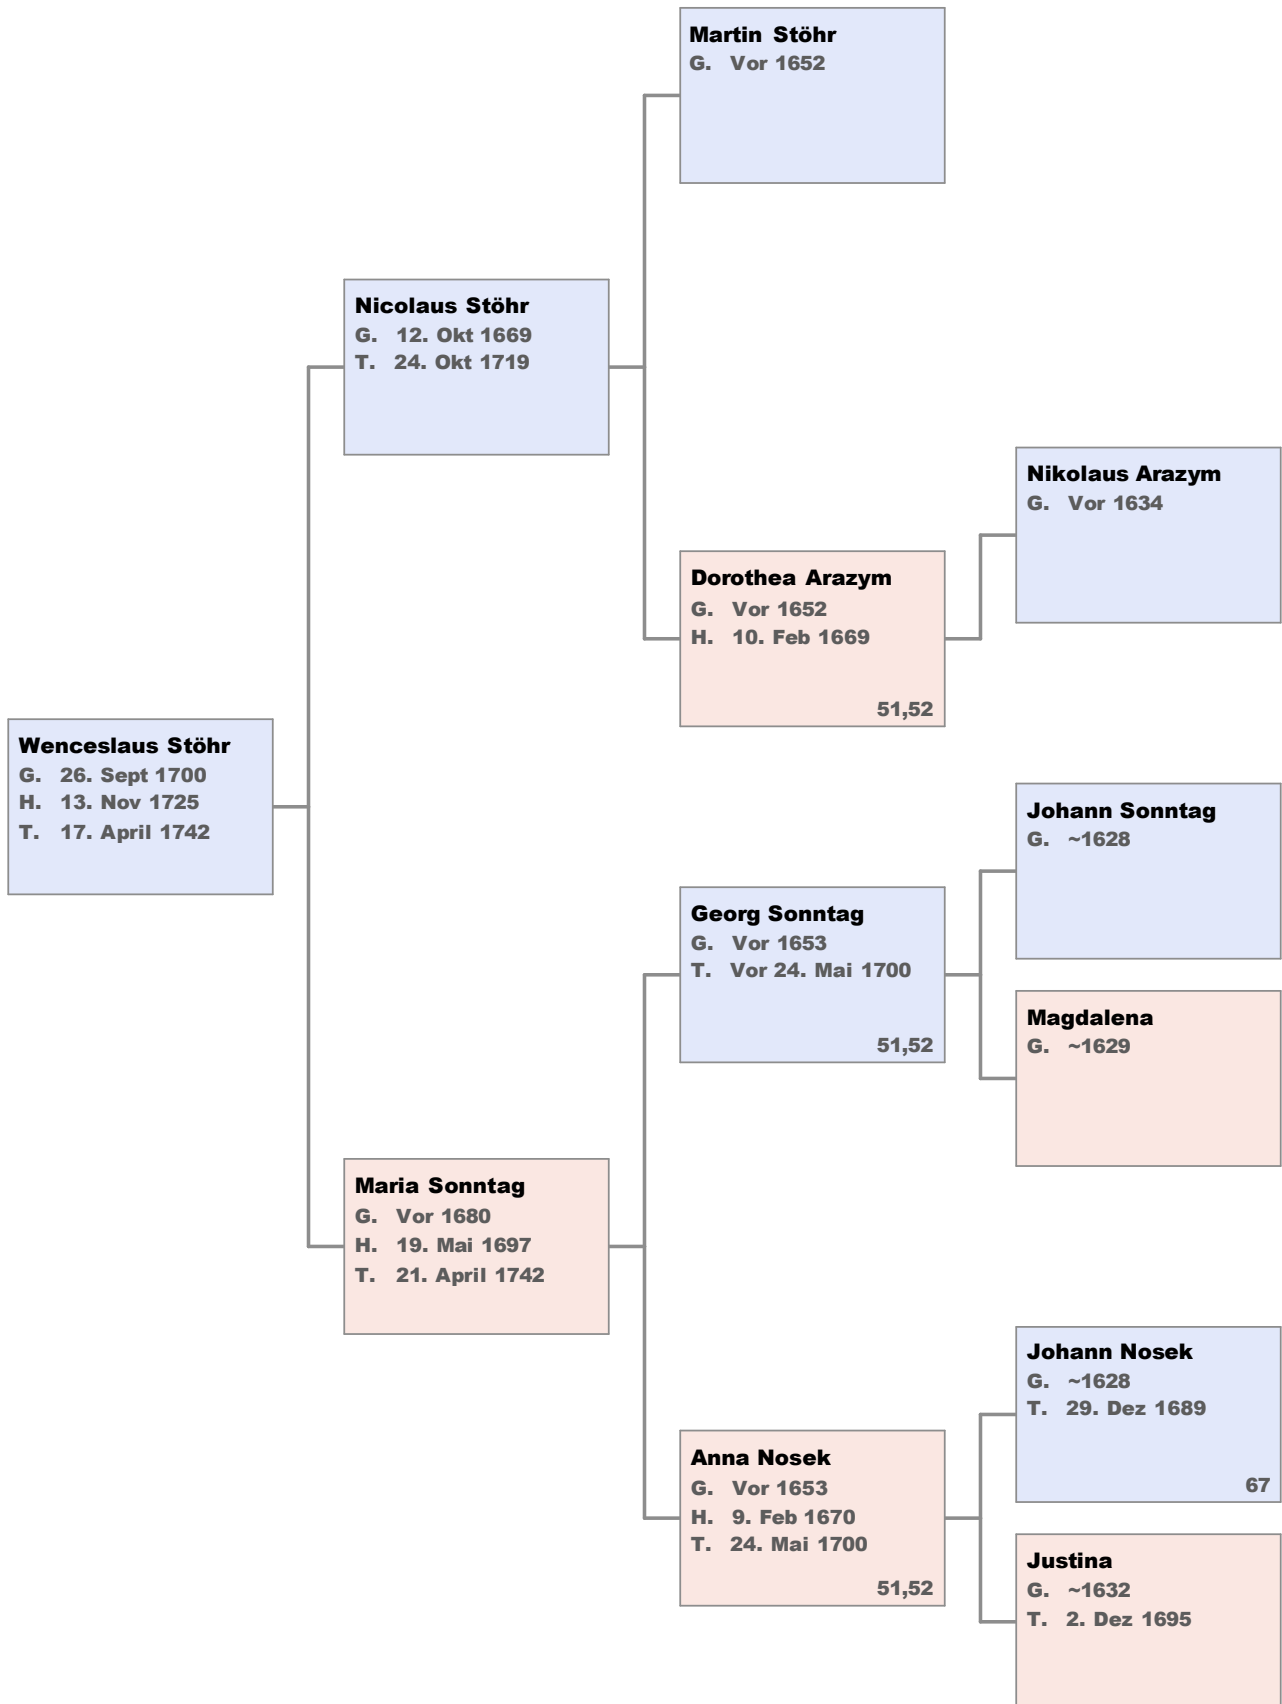 Martin Stöhr
G. Vor 1652
Nicolaus Stöhr
G. 12. Okt 1669
T. 24. Okt 1719
Nikolaus Arazym
G. Vor 1634
Dorothea Arazym
G. Vor 1652
H. 10. Feb 1669
51,52
Wenceslaus Stöhr
G. 26. Sept 1700
H. 13. Nov 1725
T. 17. April 1742
Johann Sonntag
G. ~1628
Georg Sonntag
G. Vor 1653
T. Vor 24. Mai 1700
51,52
Magdalena
G. ~1629
Maria Sonntag
G. Vor 1680
H. 19. Mai 1697
T. 21. April 1742
Johann Nosek
G. ~1628
T. 29. Dez 1689
67
Anna Nosek
G. Vor 1653
H. 9. Feb 1670
T. 24. Mai 1700
51,52
Justina
G. ~1632
T. 2. Dez 1695